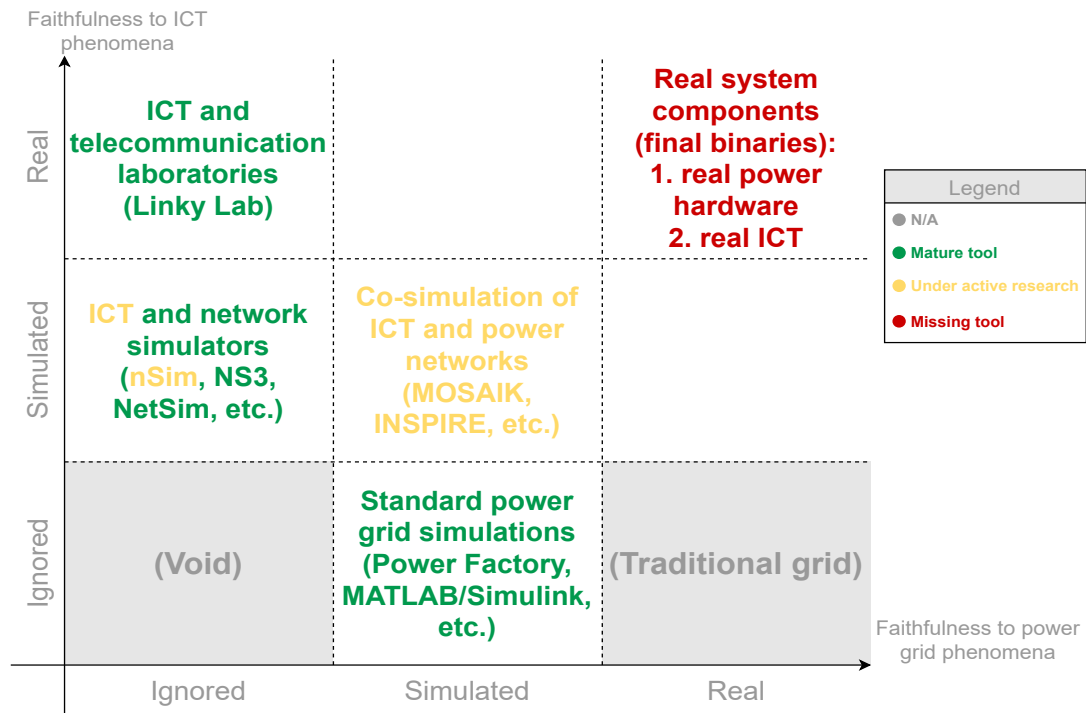 Faithfulness to ICT
phenomena
Real
ICT and
telecommunication
laboratories
(Linky Lab)
Real system
components
(final binaries):
1. real power
hardware
2. real ICT
Legend
N/A
Mature tool
Under active research
Missing tool
Simulated
ICT and network
simulators
(nSim, NS3,
NetSim, etc.)
Co-simulation of
ICT and power
networks
(MOSAIK,
INSPIRE, etc.)
Ignored
(Void)
Standard power
grid simulations
(Power Factory,
MATLAB/Simulink,
etc.)
(Traditional grid)
Faithfulness to power
grid phenomena
Ignored
Simulated
Real